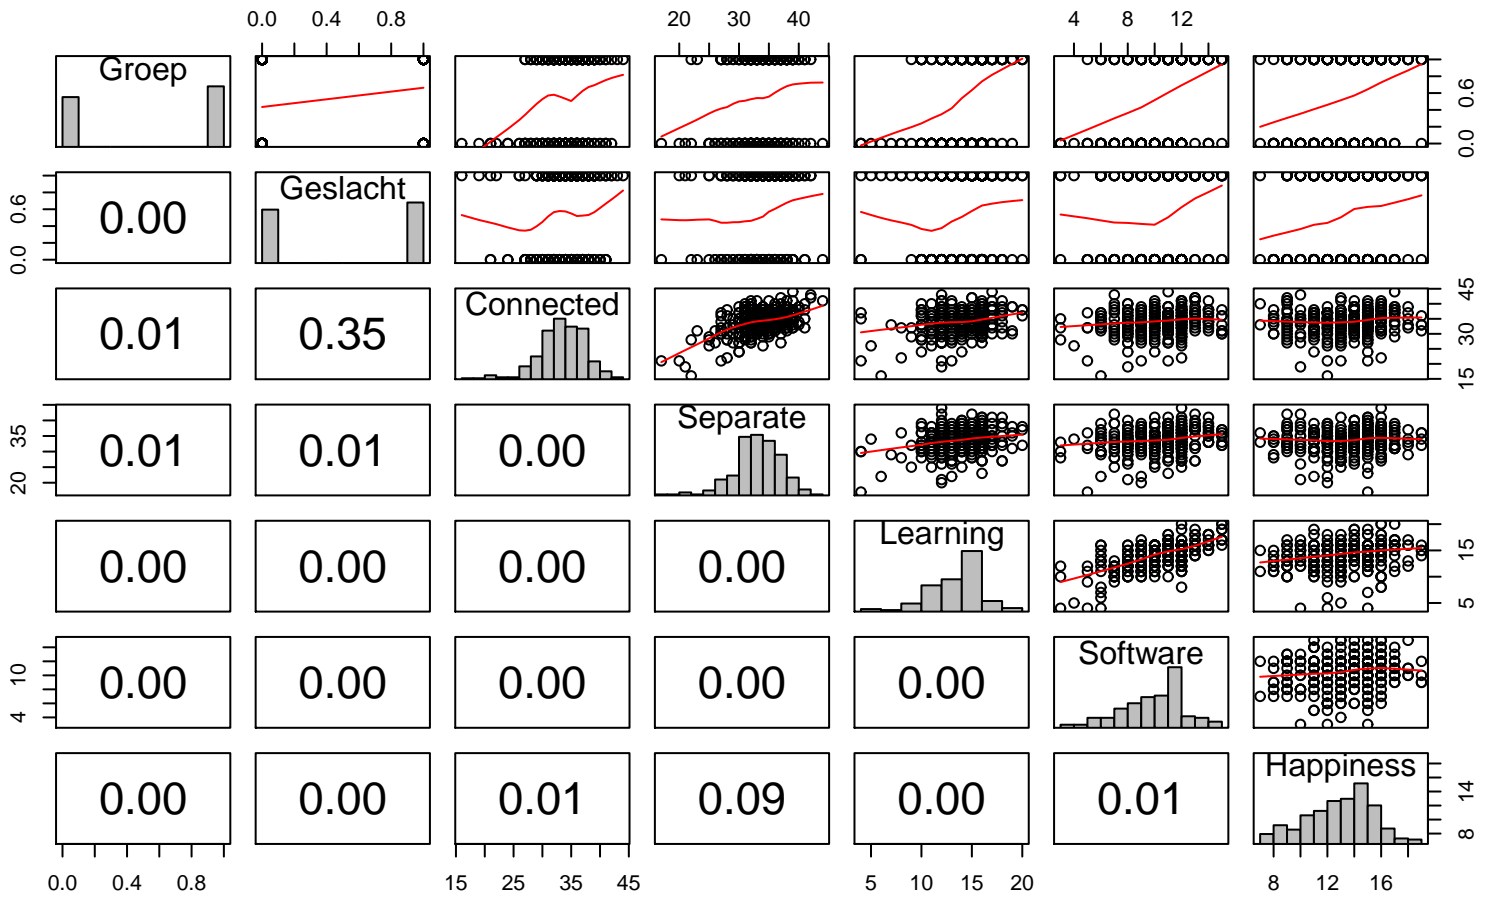 0.0 0.4 0.8 20 30 40 4 8 12
Groep 0.0 0.6
0.0 0.6 0.00 Geslacht
0.01 0.35 Connected 15 30 45
20 35 0.01 0.01 0.00 Separate
0.00 0.00 0.00 0.00 Learning 5 15
4 10 0.00 0.00 0.00 0.00 0.00 Software
0.00 0.00 0.01 0.09 0.00 0.01 Happiness 8 14
0.0 0.4 0.8 15 25 35 45 5 10 15 20 8 12 16